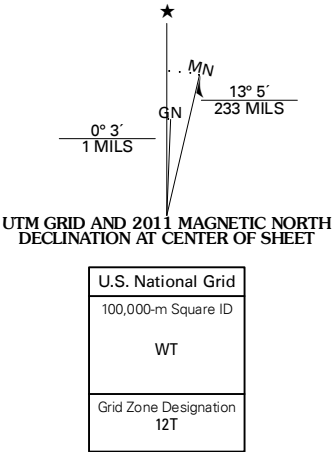 ★
MN
GN
13° 5´
233 MILS
0° 3´
1 MILS
UTM GRID AND 2011 MAGNETIC NORTH
DECLINATION AT CENTER OF SHEET
U.S. National Grid
100,000-m Square ID
WT
Grid Zone Designation
12T